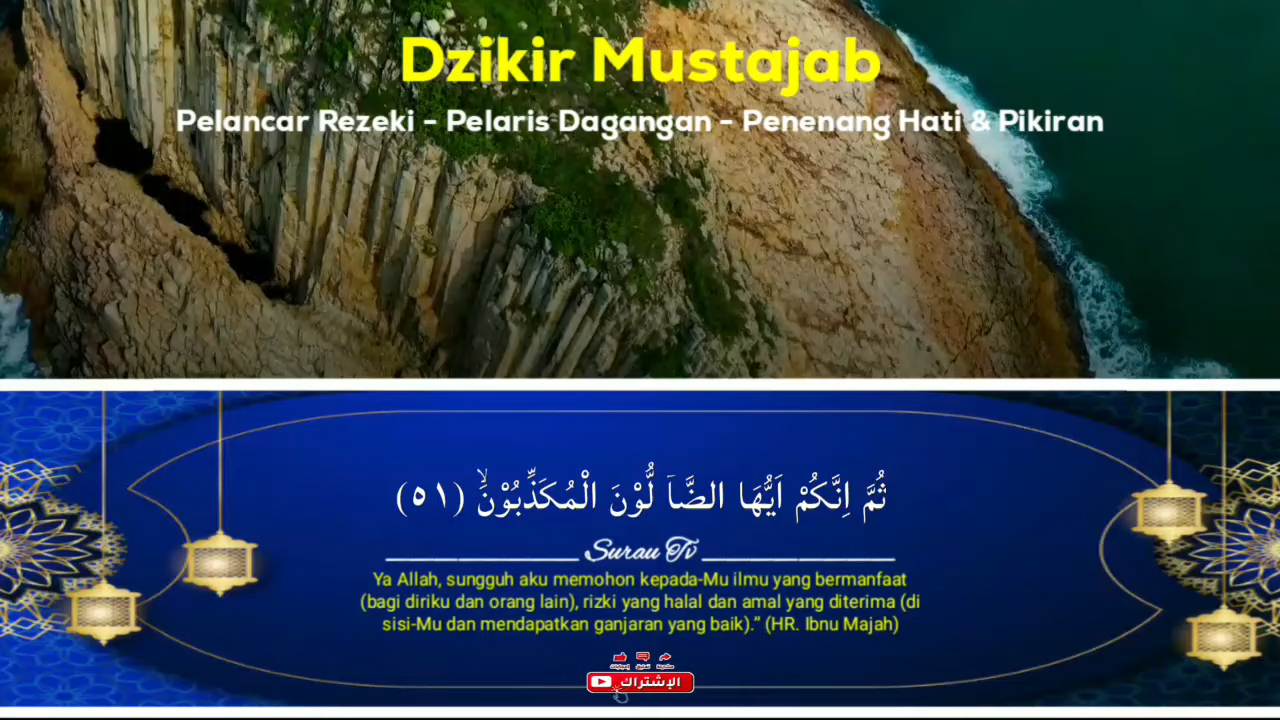 Dzikir Mustajab
Pelancar Rezeki - Pelaris Dagangan - Penenang Hati & Pikiran
ثُمَّ اِنَّكُمْ اَيُّهَا الضَّاۤ لُّوْنَ الْمُكَذِّبُوْنَۙ (٥١)
Surau Tv
Ya Allah, sungguh aku memohon kepada-Mu ilmu yang bermanfaat
(bagi diriku dan orang lain), rizki yang halal dan amal yang diterima (di
sisi-Mu dan mendapatkan ganjaran yang baik).” (HR. Ibnu Majah)
الإشتراك